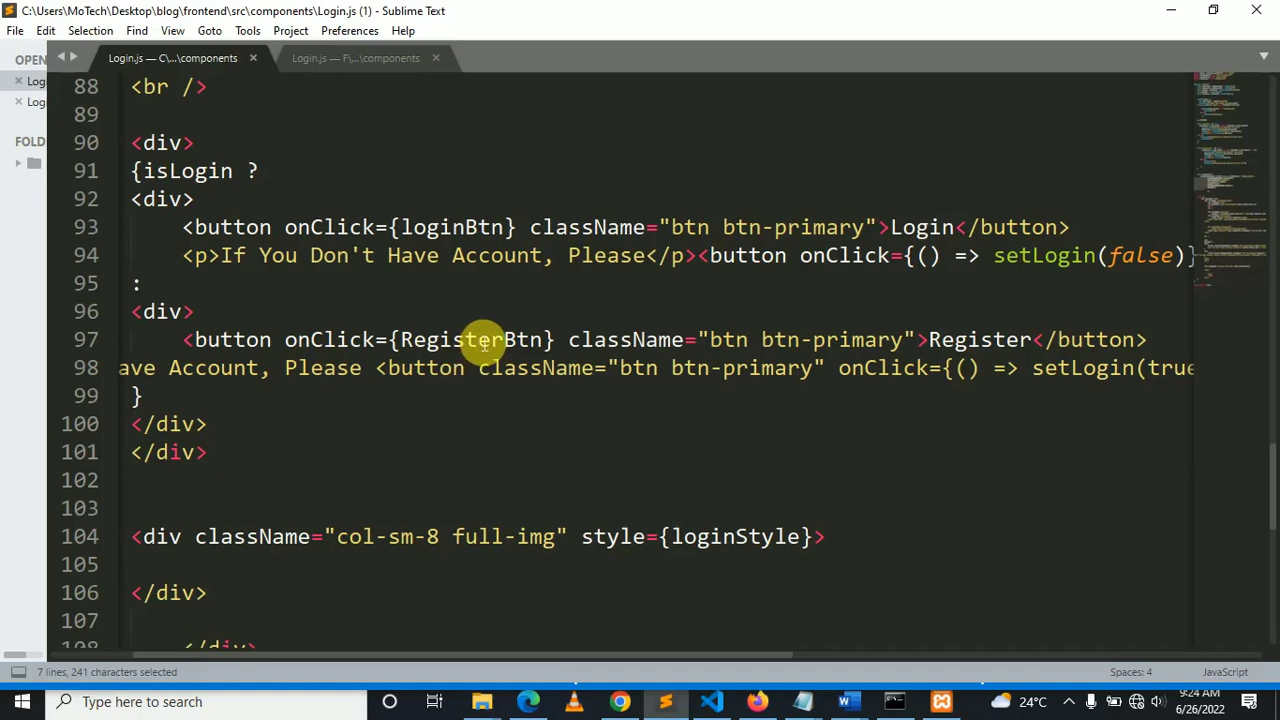 C:\Users\MoTech\Desktop\blog\frontend\src\components\Login.js (1) - Sublime Text
File Edit Selection View Goto Tools Project Preferences Help
OPEN
Login.js — C\...\components
Login.js — F\...\components
Log
Log
FOLD
88 <br />
89
90 <div>
91 {isLogin ?
92 <div>
93 <button onClick={loginBtn} className="btn btn-primary">Login</button>
94 <p>If You Don't Have Account, Please</p><button onClick={() => setLogin(false)}
95 :
96 <div>
97 <button onClick={RegisterBtn} className="btn btn-primary">Register</button>
98 ave Account, Please <button className="btn btn-primary" onClick={() => setLogin(true
99 }
100 </div>
101 </div>
102
103
104 <div className="col-sm-8 full-img" style={loginStyle}>
105
106 </div>
107
108 </div>
7 lines, 241 characters selected
Spaces: 4
JavaScript
Type here to search
24°C
9:24 AM
6/26/2022